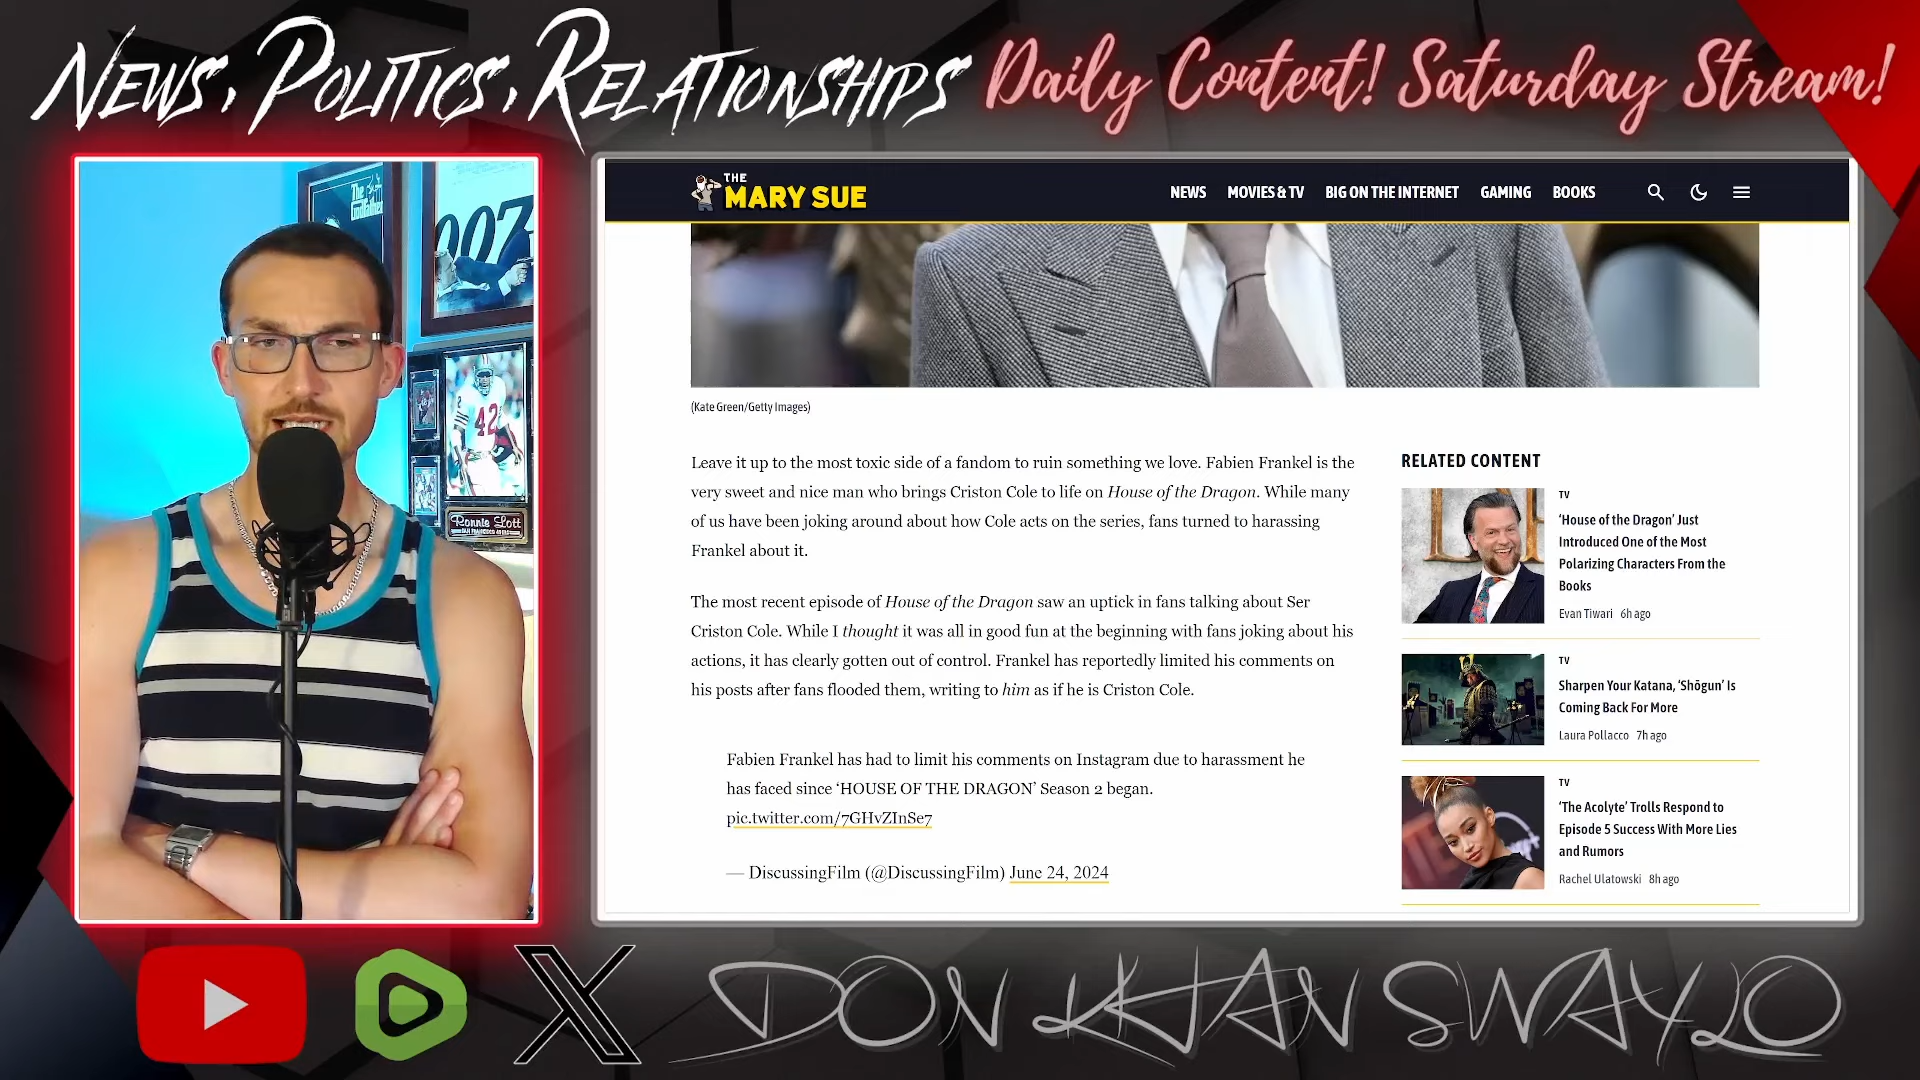 NEWS, POLITICS, RELATIONSHIPS
Daily Content! Saturday Stream!
The Godfather
007
42
Ronnie Lott
SAN FRANCISCO 49ERS
THE
MARY SUE
NEWS MOVIES & TV BIG ON THE INTERNET GAMING BOOKS
(Kate Green/Getty Images)
Leave it up to the most toxic side of a fandom to ruin something we love. Fabien Frankel is the
very sweet and nice man who brings Criston Cole to life on House of the Dragon. While many
of us have been joking around about how Cole acts on the series, fans turned to harassing
Frankel about it.
The most recent episode of House of the Dragon saw an uptick in fans talking about Ser
Criston Cole. While I thought it was all in good fun at the beginning with fans joking about his
actions, it has clearly gotten out of control. Frankel has reportedly limited his comments on
his posts after fans flooded them, writing to him as if he is Criston Cole.
Fabien Frankel has had to limit his comments on Instagram due to harassment he
has faced since ‘HOUSE OF THE DRAGON’ Season 2 began.
pic.twitter.com/7GHvZInSe7
— DiscussingFilm (@DiscussingFilm) June 24, 2024
RELATED CONTENT
TV
‘House of the Dragon’ Just
Introduced One of the Most
Polarizing Characters From the
Books
Evan Tiwari 6h ago
TV
Sharpen Your Katana, ‘Shōgun’ Is
Coming Back For More
Laura Pollacco 7h ago
TV
‘The Acolyte’ Trolls Respond to
Episode 5 Success With More Lies
and Rumors
Rachel Ulatowski 8h ago
DON KHAN SWAYLO